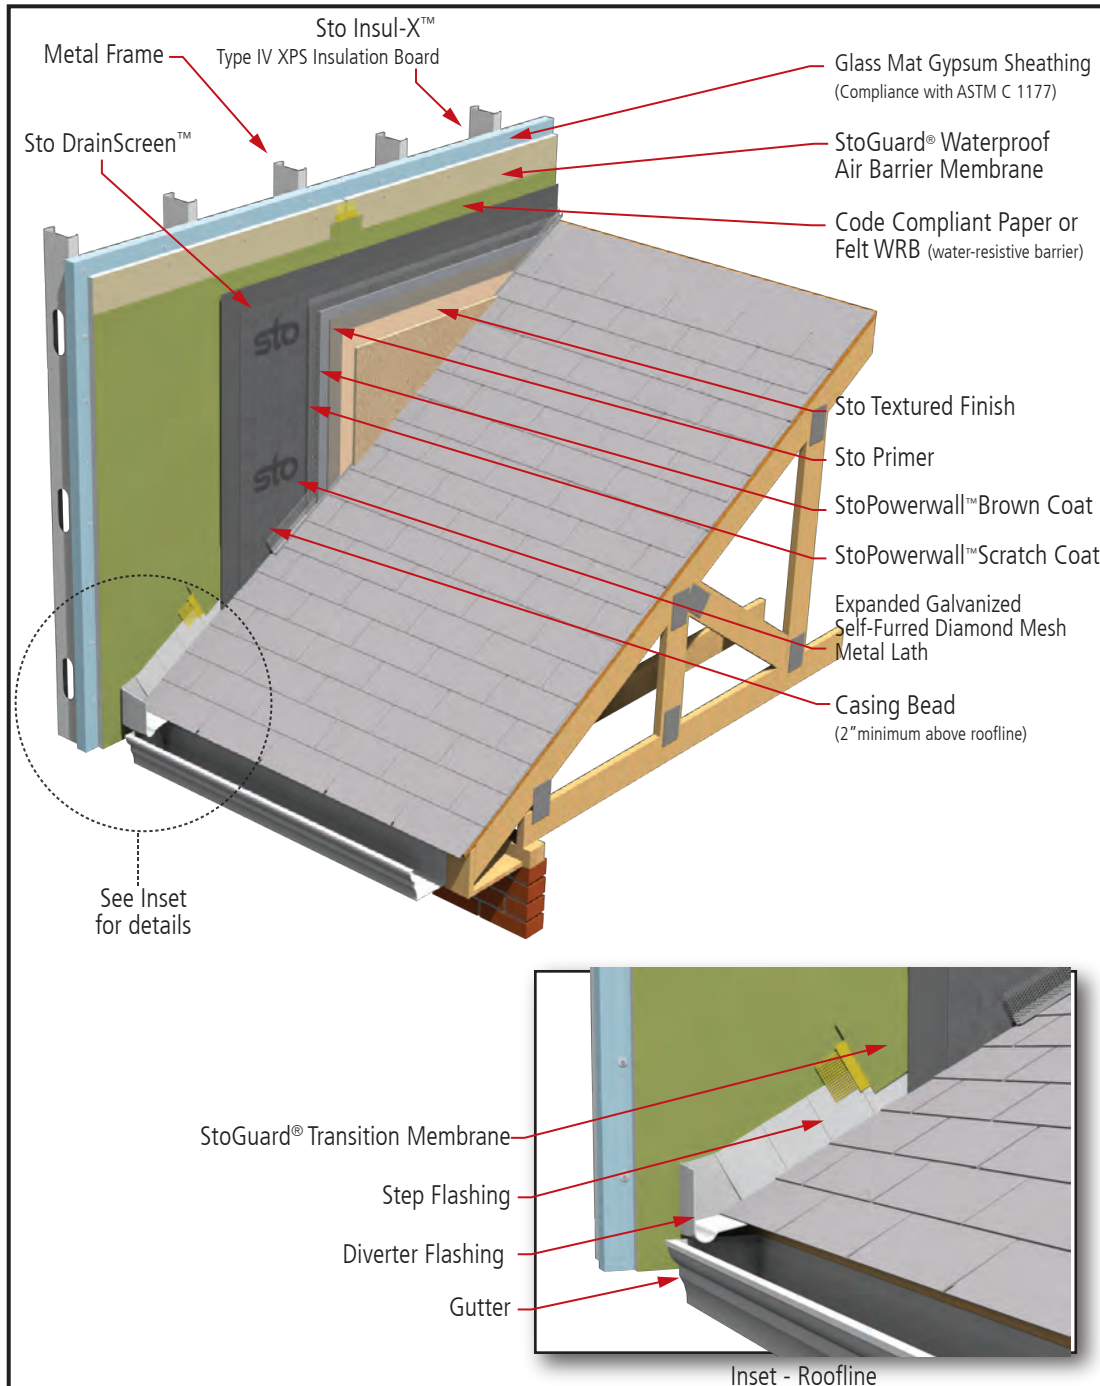 Sto Insul-X™
Type IV XPS Insulation Board
Metal Frame
Sto DrainScreen™
Glass Mat Gypsum Sheathing
(Compliance with ASTM C 1177)
StoGuard® Waterproof
Air Barrier Membrane
Code Compliant Paper or
Felt WRB (water-resistive barrier)
sto
sto
Sto Textured Finish
Sto Primer
StoPowerwall™Brown Coat
StoPowerwall™Scratch Coat
Expanded Galvanized
Self-Furred Diamond Mesh
Metal Lath
Casing Bead
(2"minimum above roofline)
See Inset
for details
StoGuard® Transition Membrane
Step Flashing
Diverter Flashing
Gutter
Inset - Roofline